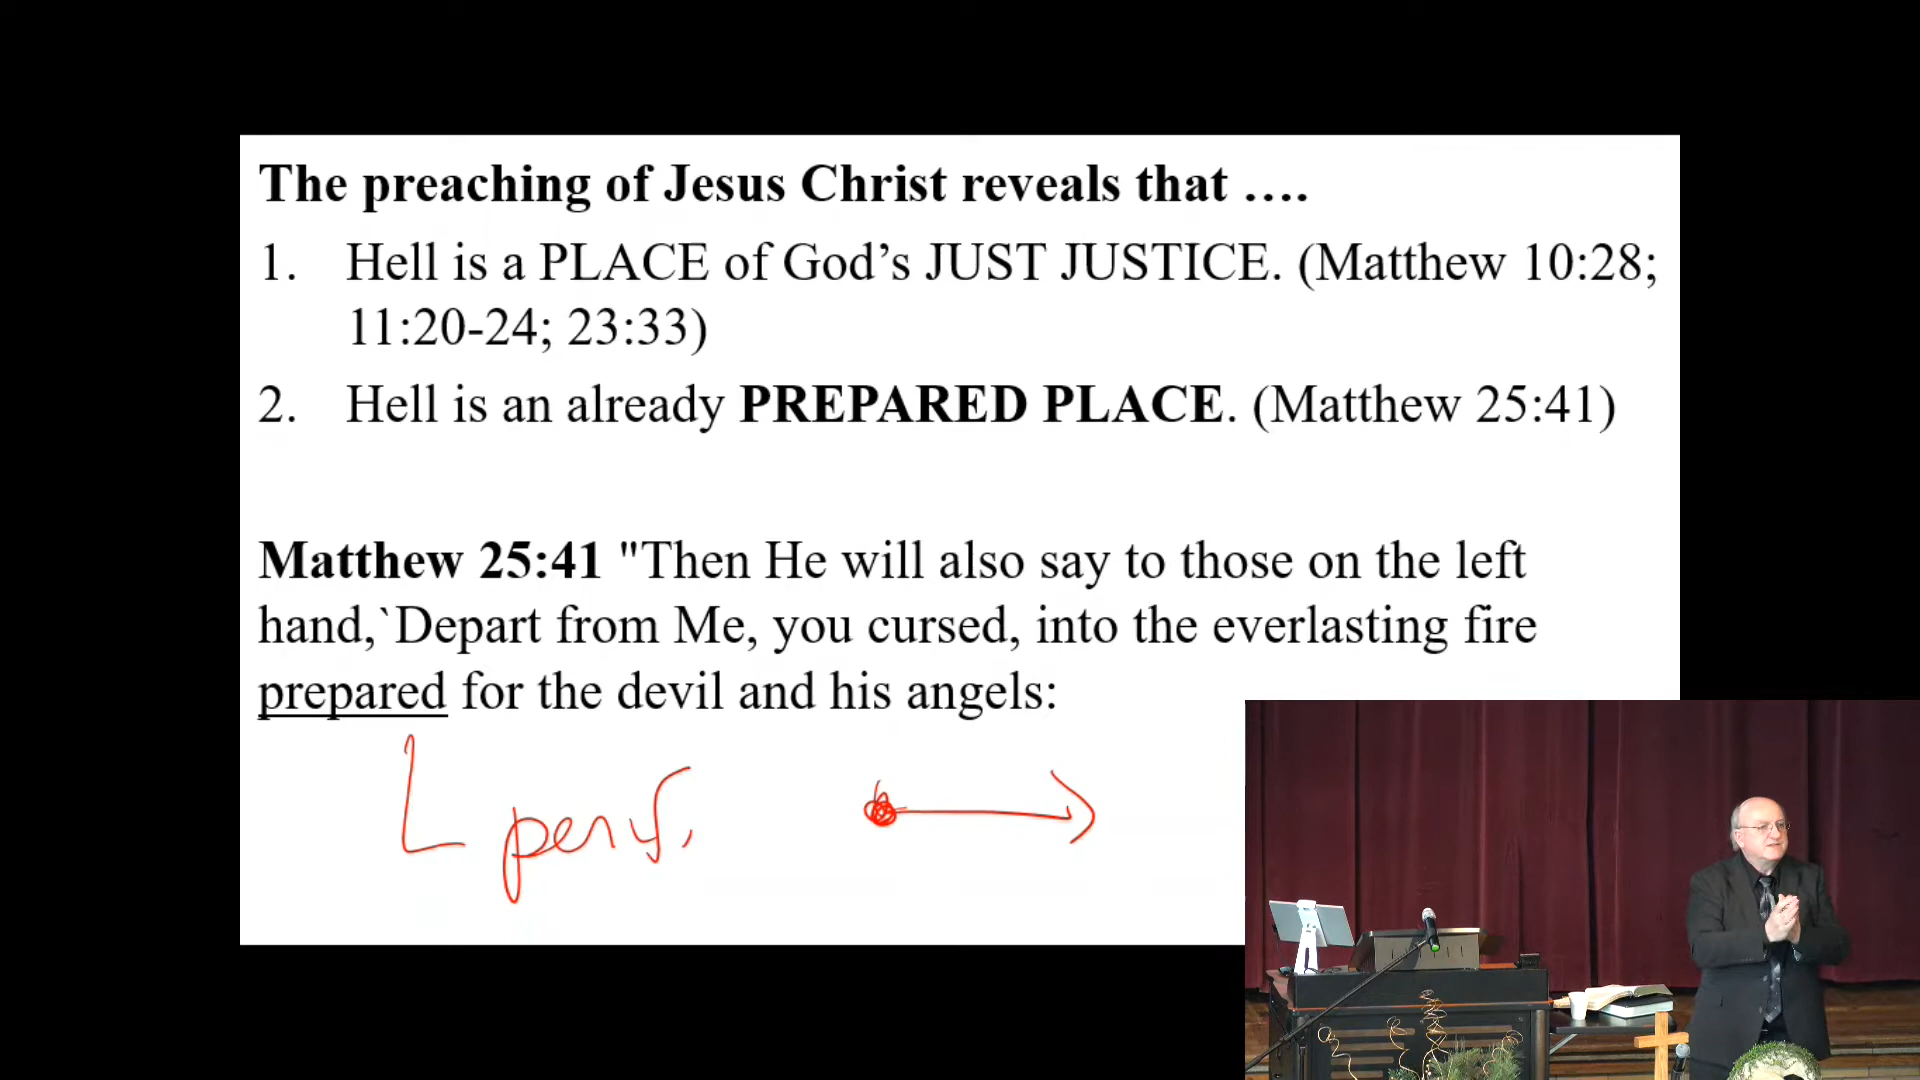 The preaching of Jesus Christ reveals that ….
1. Hell is a PLACE of God’s JUST JUSTICE. (Matthew 10:28;
11:20-24; 23:33)
2. Hell is an already PREPARED PLACE. (Matthew 25:41)
Matthew 25:41 "Then He will also say to those on the left
hand,`Depart from Me, you cursed, into the everlasting fire
prepared for the devil and his angels: